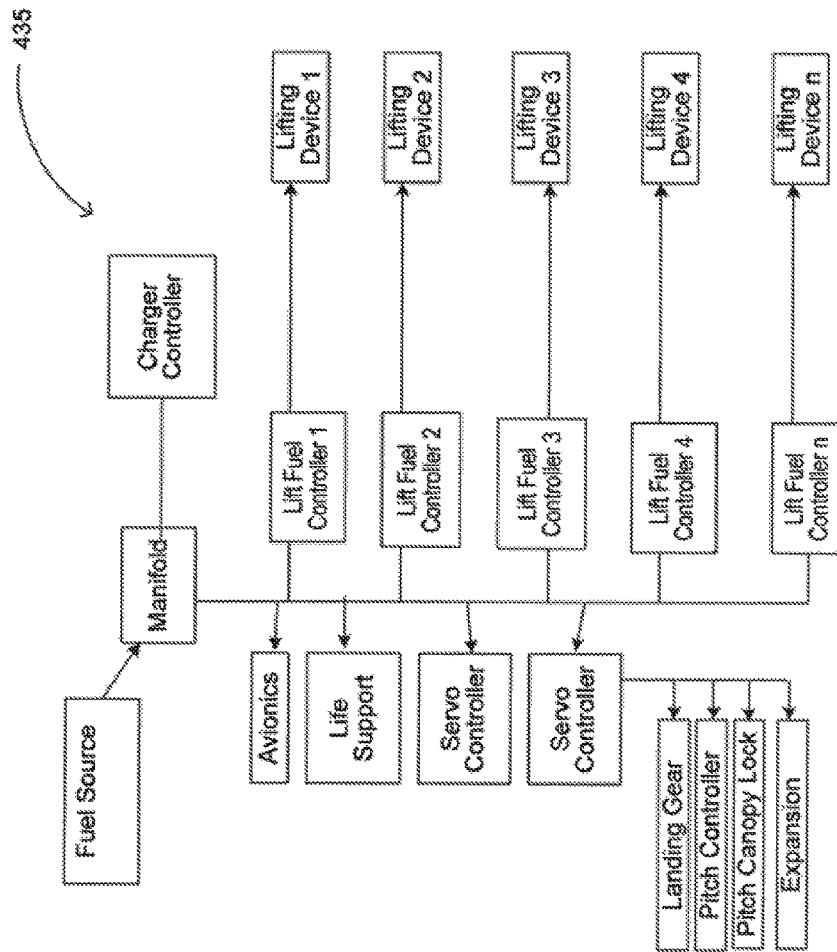 435
Fuel Source
Manifold
Charger
Controller
Avionics
Life
Support
Servo
Controller
Servo
Controller
Landing Gear
Pitch Controller
Pitch Canopy Lock
Expansion
Lift Fuel
Controller 1
Lift Fuel
Controller 2
Lift Fuel
Controller 3
Lift Fuel
Controller 4
Lift Fuel
Controller n
Lifting
Device 1
Lifting
Device 2
Lifting
Device 3
Lifting
Device 4
Lifting
Device n